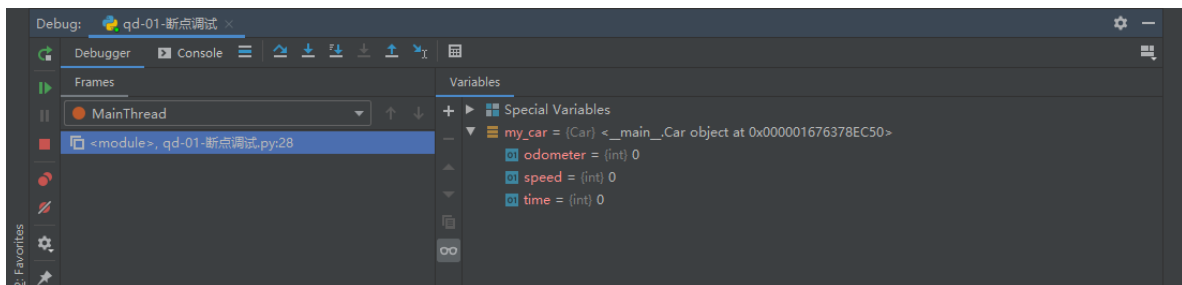 Debug: qd-01-断点调试
Debugger Console
Frames
Variables
MainThread
Special Variables
<module>, qd-01-断点调试.py:28
my_car = {Car} <__main__.Car object at 0x000001676378EC50>
odometer = {int} 0
speed = {int} 0
time = {int} 0
2: Favorites